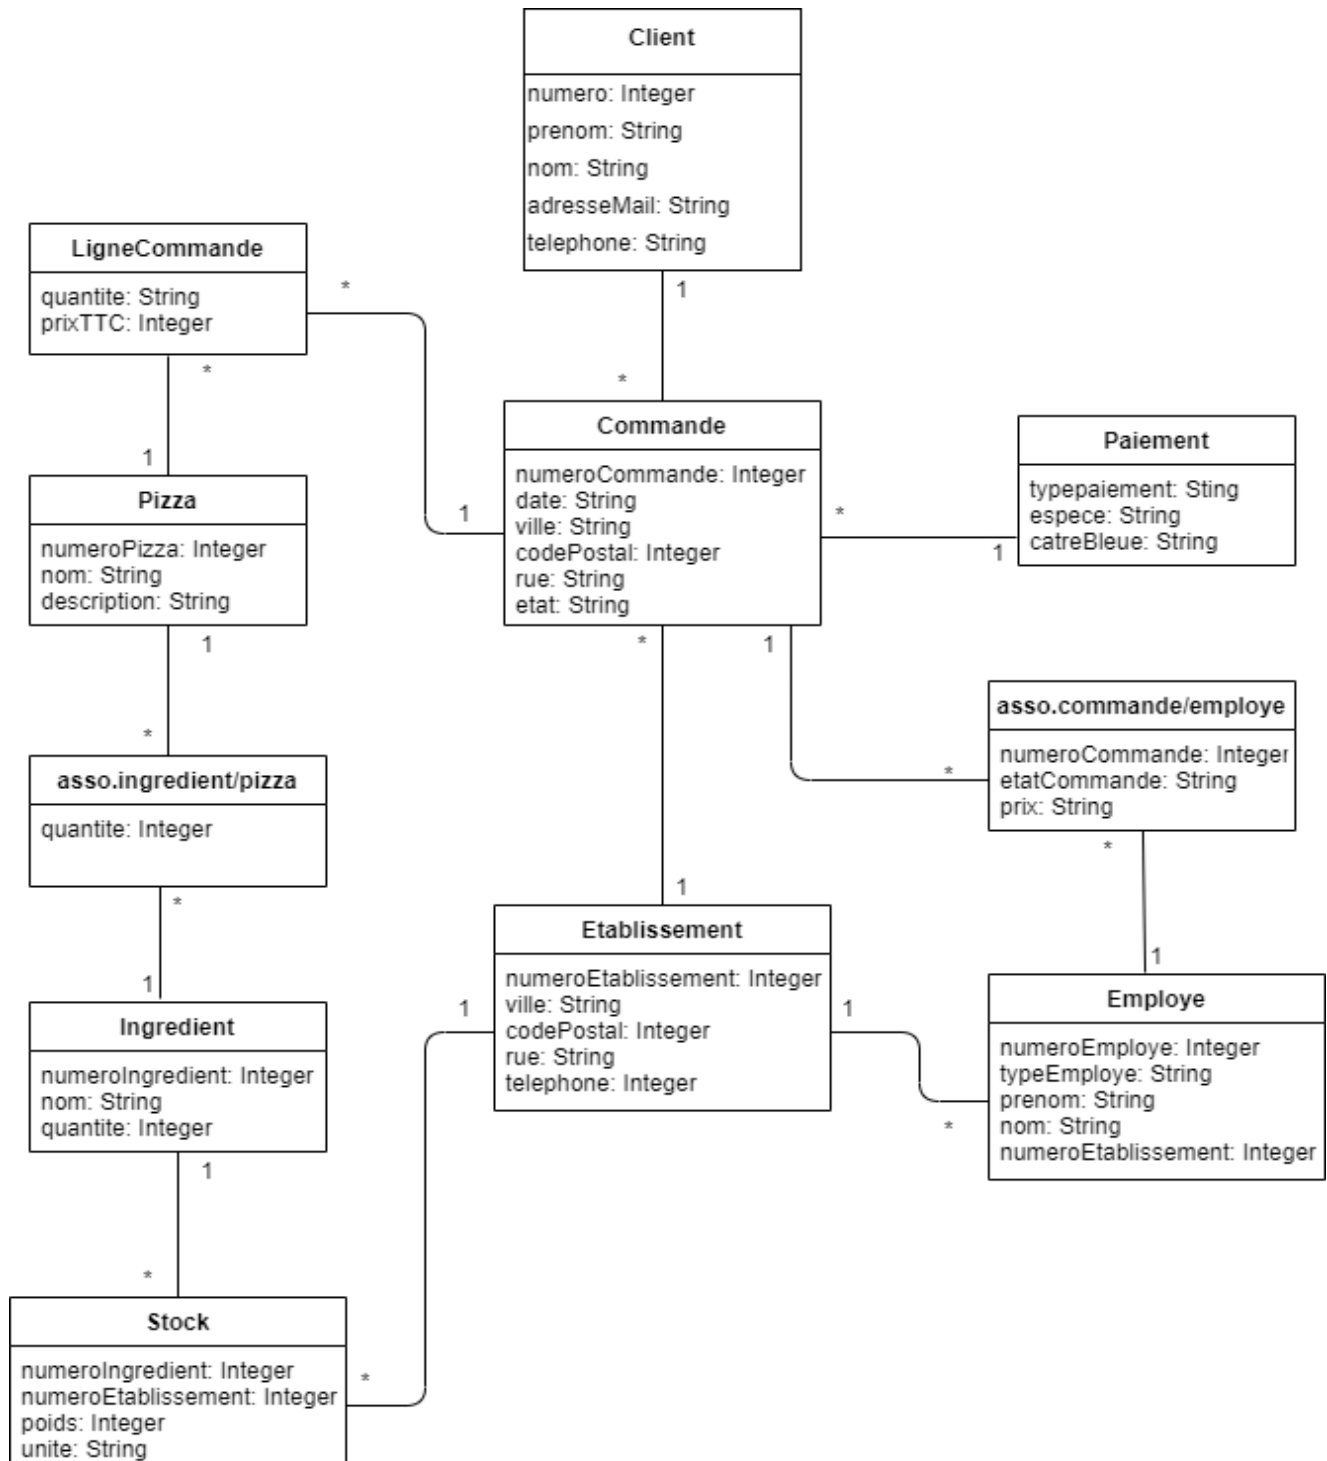 Client
numero: Integer
prenom: String
nom: String
adresseMail: String
telephone: String
1
*
LigneCommande
quantite: String
prixTTC: Integer
*
*
1
1
Pizza
numeroPizza: Integer
nom: String
description: String
1
*
Commande
numeroCommande: Integer
date: String
ville: String
codePostal: Integer
rue: String
etat: String
*
1
*
1
Paiement
typepaiement: Sting
espece: String
catreBleue: String
asso.ingredient/pizza
quantite: Integer
*
1
asso.commande/employe
numeroCommande: Integer
etatCommande: String
prix: String
*
*
1
1
Etablissement
numeroEtablissement: Integer
ville: String
codePostal: Integer
rue: String
telephone: Integer
1
1
*
Employe
numeroEmploye: Integer
typeEmploye: String
prenom: String
nom: String
numeroEtablissement: Integer
Ingredient
numeroIngredient: Integer
nom: String
quantite: Integer
1
*
*
Stock
numeroIngredient: Integer
numeroEtablissement: Integer
poids: Integer
unite: String